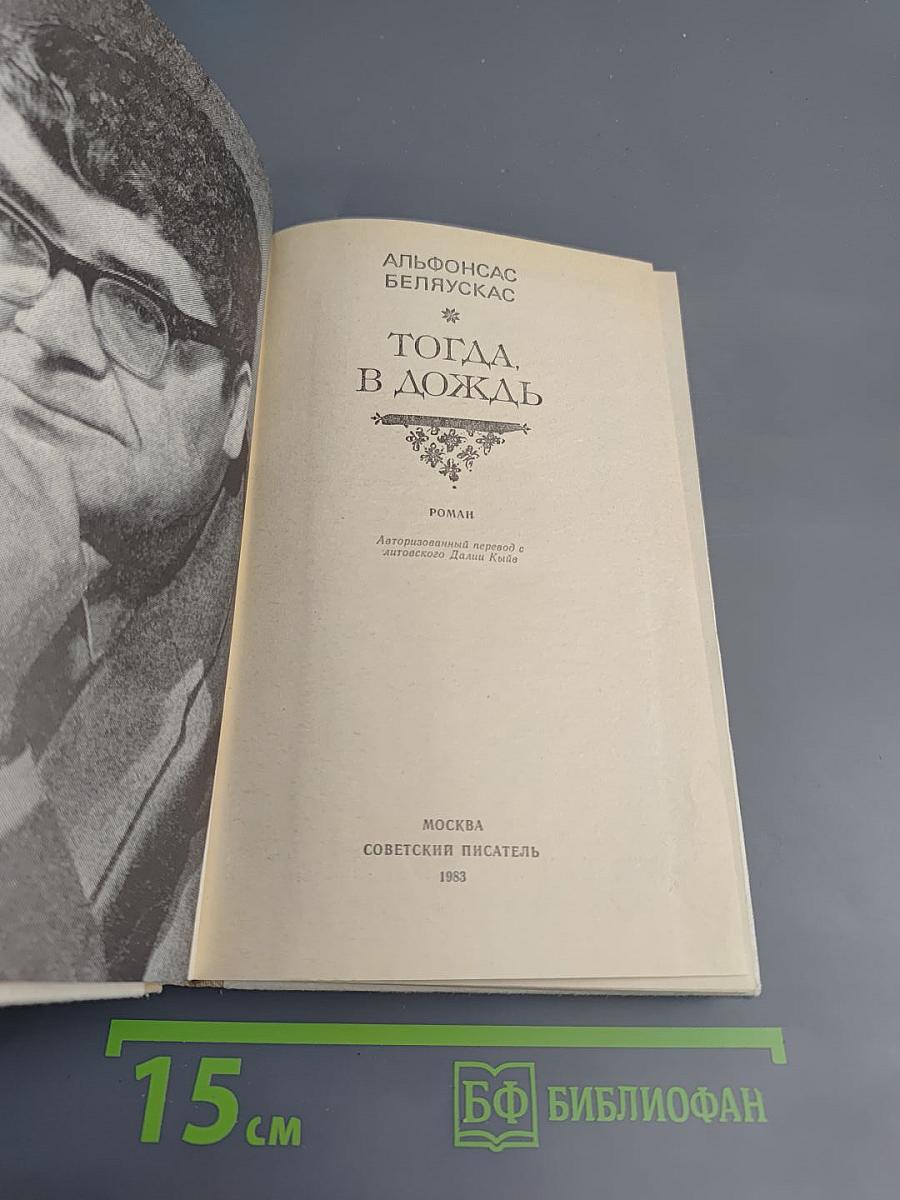 АЛЬФОНСАС
БЕЛЯУСКАС
ТОГДА,
В ДОЖДЬ
РОМАН
Авторизованный перевод с
литовского Далии Кыйв
МОСКВА
СОВЕТСКИЙ ПИСАТЕЛЬ
1983
15 см
БФ БИБЛИОФАН